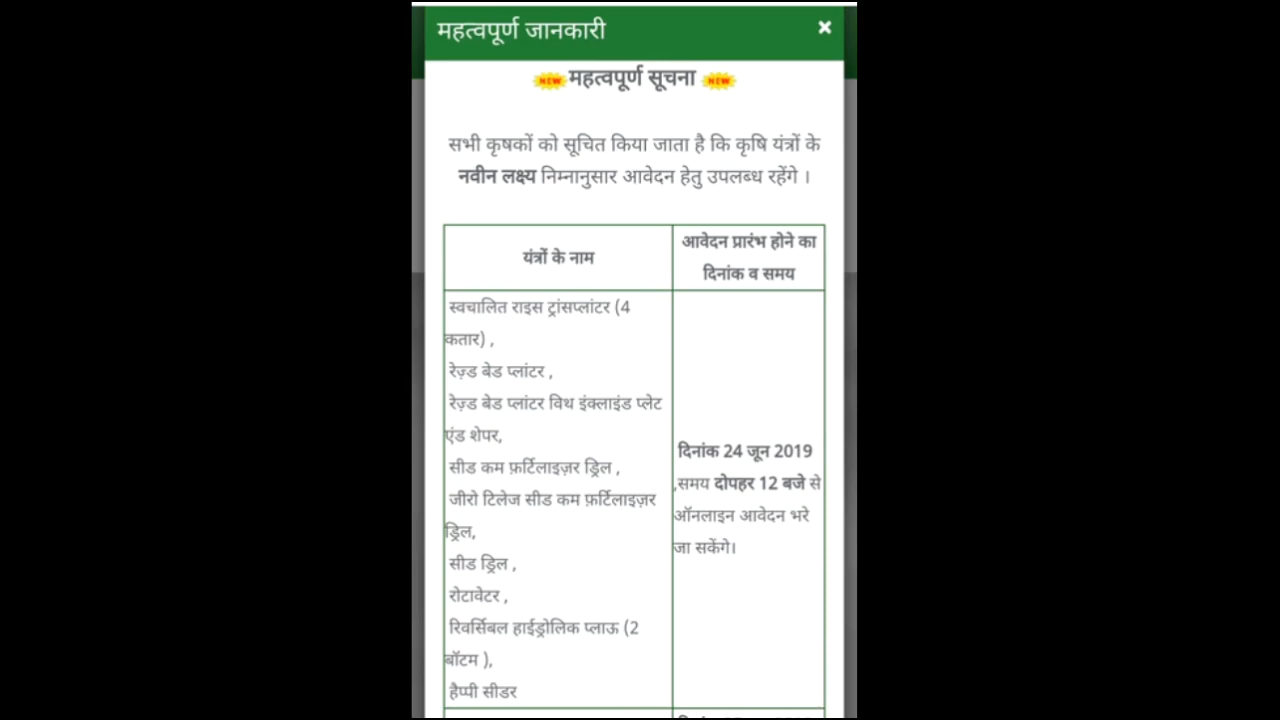 महत्वपूर्ण जानकारी ×
NEW महत्वपूर्ण सूचना NEW
सभी कृषकों को सूचित किया जाता है कि कृषि यंत्रों के
नवीन लक्ष्य निम्नानुसार आवेदन हेतु उपलब्ध रहेंगे ।
यंत्रों के नाम
आवेदन प्रारंभ होने का
दिनांक व समय
स्वचालित राइस ट्रांसप्लांटर (4
कतार) ,
रेज़्ड बेड प्लांटर ,
रेज़्ड बेड प्लांटर विथ इंक्लाइंड प्लेट
एंड शेपर,
सीड कम फ़र्टिलाइज़र ड्रिल ,
जीरो टिलेज सीड कम फ़र्टिलाइज़र
ड्रिल,
सीड ड्रिल ,
रोटावेटर ,
रिवर्सिबल हाईड्रोलिक प्लाऊ (2
बॉटम ),
हैप्पी सीडर
दिनांक 24 जून 2019
,समय दोपहर 12 बजे से
ऑनलाइन आवेदन भरे
जा सकेंगे।